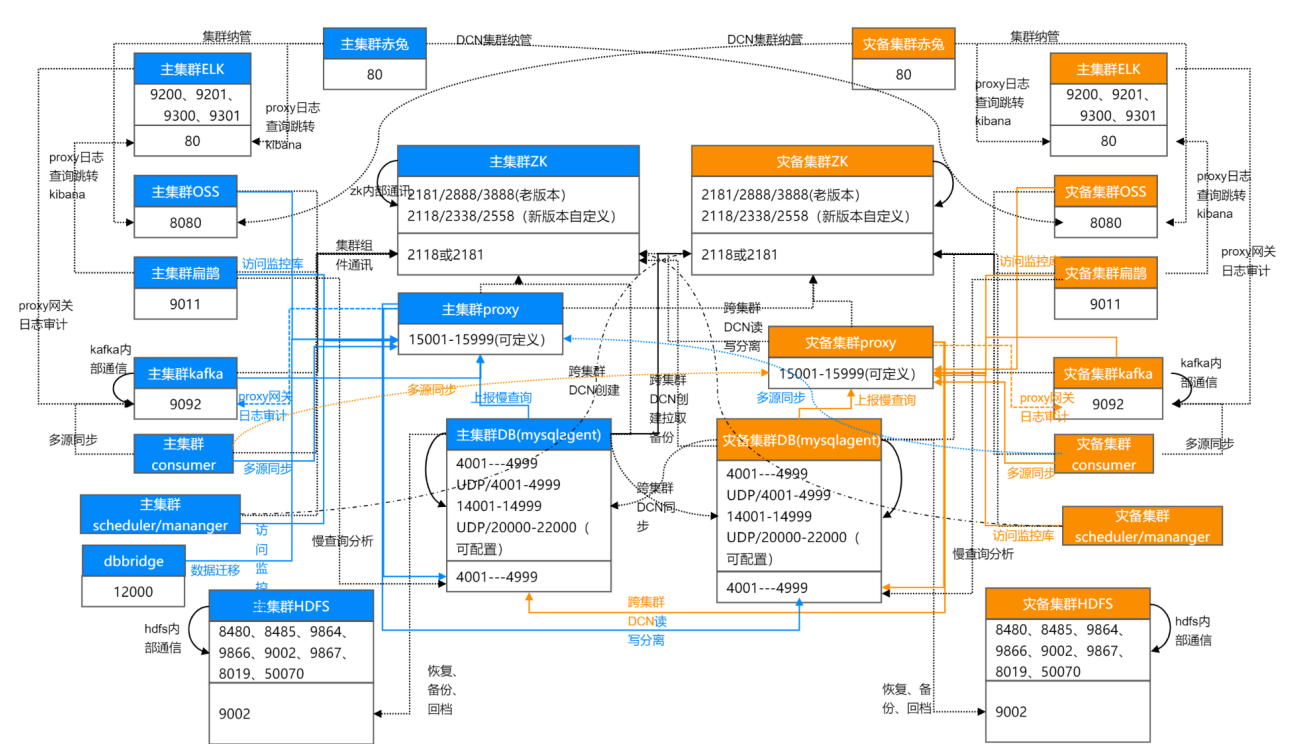 集群纳管
主集群赤兔
80
DCN集群纳管
DCN集群纳管
灾备集群赤兔
80
集群纳管
主集群ELK
9200、9201、
9300、9301
80
proxy日志
查询跳转
kibana
proxy日志
查询跳转
kibana
主集群ELK
9200、9201、
9300、9301
80
proxy日志
查询跳转
kibana
主集群OSS
8080
zk内部通讯
主集群ZK
2181/2888/3888(老版本)
2118/2338/2558（新版本自定义）
2118或2181
灾备集群ZK
2181/2888/3888(老版本)
2118/2338/2558（新版本自定义）
2118或2181
灾备集群OSS
8080
proxy日志
查询跳转
kibana
集群组
件通讯
主集群扁鹊
9011
访问监控库
访问监控库
灾备集群扁鹊
9011
proxy网关
日志审计
proxy网关
日志审计
主集群proxy
15001-15999(可定义)
跨集群
DCN读
写分离
灾备集群proxy
15001-15999(可定义)
kafka内
部通信
主集群kafka
9092
proxy网关
日志审计
多源同步
上报慢查询
跨集群
DCN创建
跨集群
DCN创
建拉取
备份
多源同步
上报慢查询
灾备集群kafka
9092
proxy网关
日志审计
kafka内
部通信
多源同步
主集群
consumer
多源同步
主集群DB(mysqlagent)
4001---4999
UDP/4001-4999
14001-14999
UDP/20000-22000（
可配置）
4001---4999
跨集群
DCN同
步
灾备集群DB(mysqlagent)
4001---4999
UDP/4001-4999
14001-14999
UDP/20000-22000（
可配置）
4001---4999
多源同步
灾备集群
consumer
多源同步
主集群
scheduler/mananger
访
问
监
控
慢查询分析
访问监控库
慢查询分析
灾备集群
scheduler/mananger
dbbridge
12000
数据迁移
主集群HDFS
8480、8485、9864、
9866、9002、9867、
8019、50070
9002
hdfs内
部通信
恢复、
备份、
回档
跨集群
DCN读
写分离
恢复、备
份、回档
灾备集群HDFS
8480、8485、9864、
9866、9002、9867、
8019、50070
9002
hdfs内
部通信